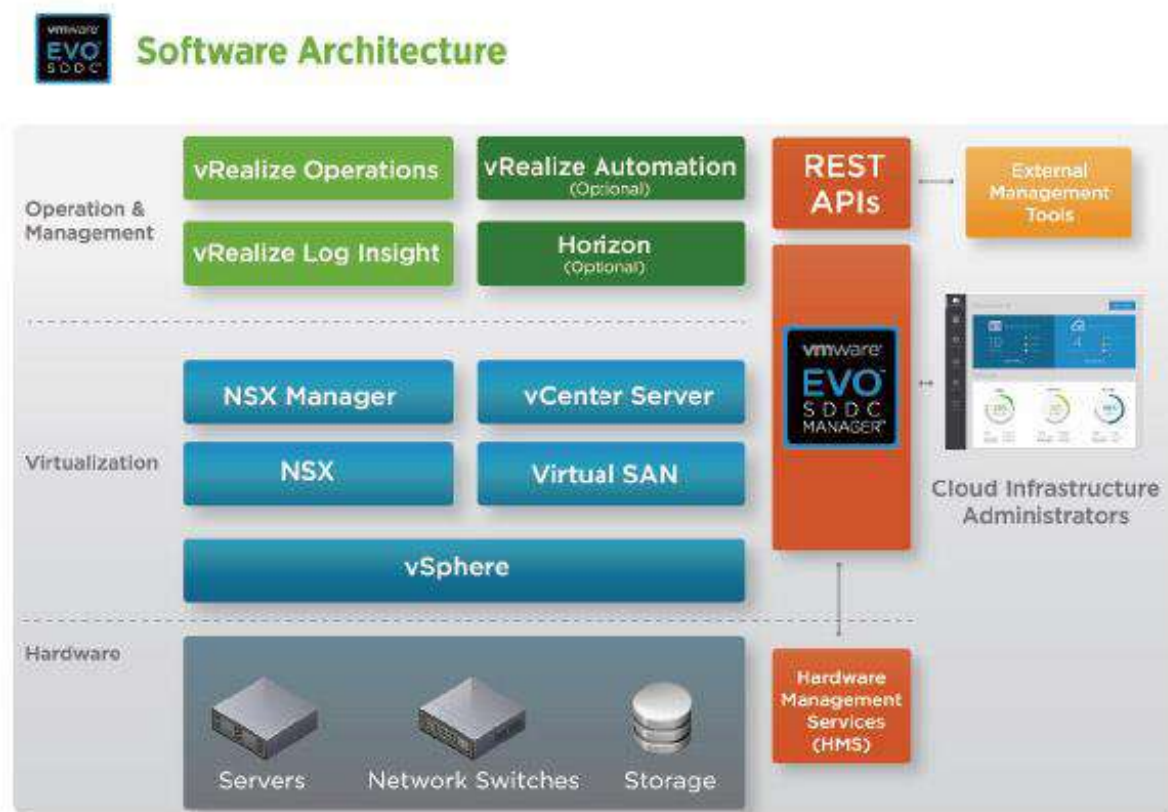 vmware
EVO
SDDC
Software Architecture
Operation &
Management
vRealize Operations
vRealize Automation
(Optional)
vRealize Log Insight
Horizon
(Optional)
REST
APIs
External
Management
Tools
Virtualization
NSX Manager
vCenter Server
NSX
Virtual SAN
vSphere
vmware
EVO
SDDC
MANAGER
Cloud Infrastructure
Administrators
Hardware
Servers
Network Switches
Storage
Hardware
Management
Services
(HMS)